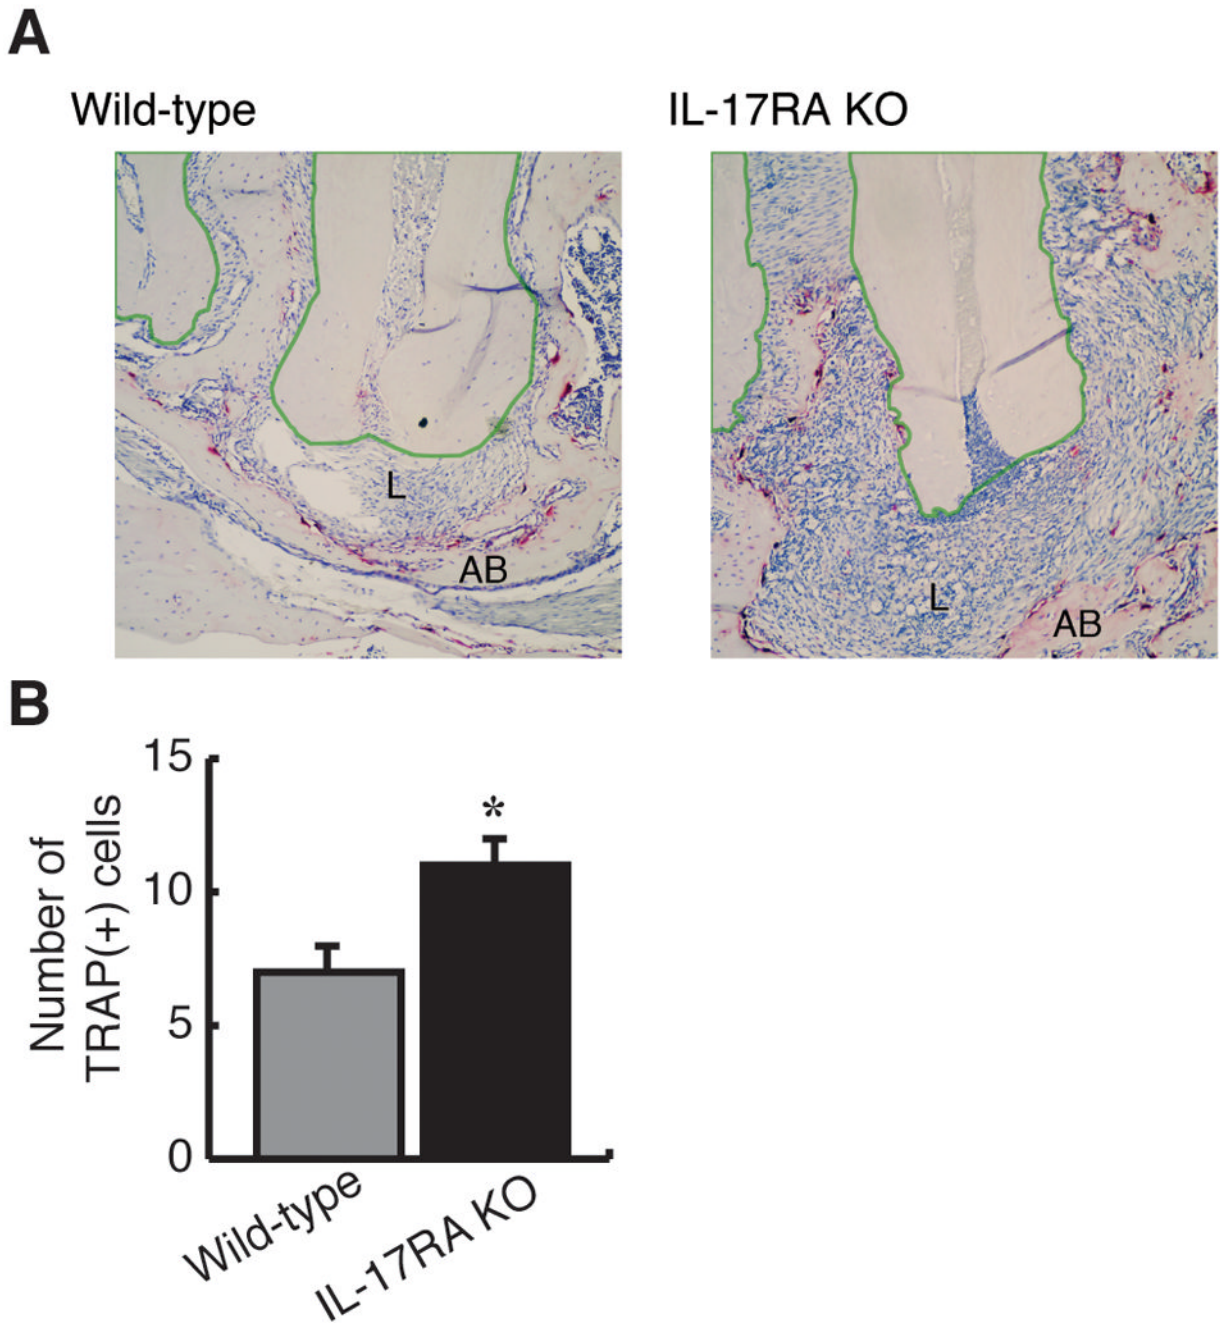 A
Wild-type
IL-17RA KO
L
AB
L
AB
B
Number of
TRAP(+) cells
15
10
5
0
*
Wild-type
IL-17RA KO